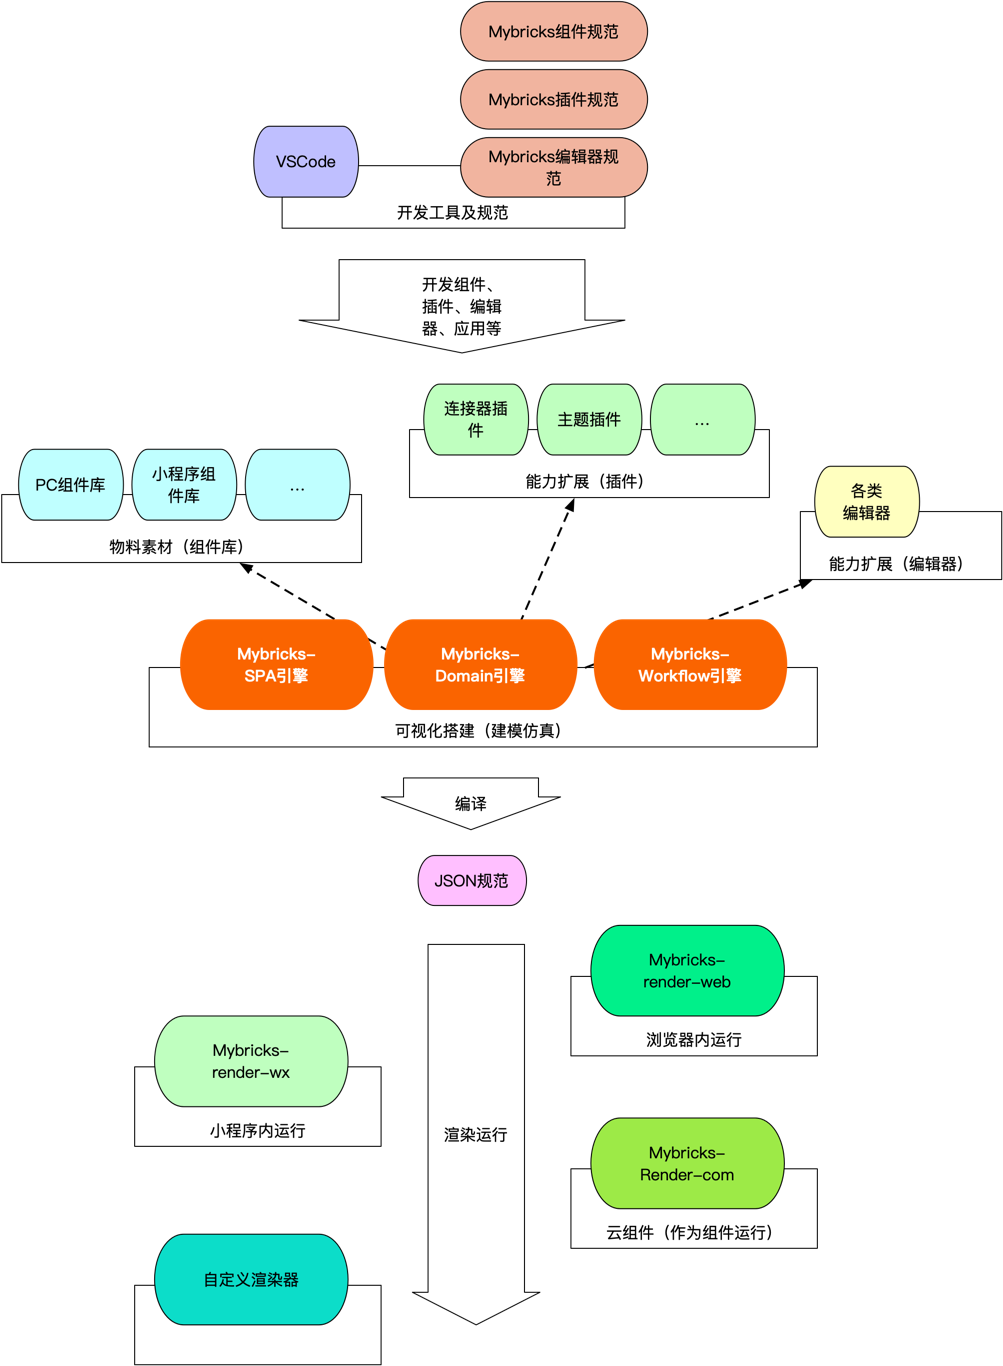 Mybricks组件规范
Mybricks插件规范
VSCode
Mybricks编辑器规
范
开发工具及规范
开发组件、
插件、编辑
器、应用等
连接器插
件
主题插件
...
能力扩展（插件）
PC组件库
小程序组
件库
...
物料素材（组件库）
各类
编辑器
能力扩展（编辑器）
Mybricks-
SPA引擎
Mybricks-
Domain引擎
Mybricks-
Workflow引擎
可视化搭建（建模仿真）
编译
JSON规范
Mybricks-
render-web
浏览器内运行
Mybricks-
render-wx
小程序内运行
渲染运行
Mybricks-
Render-com
云组件（作为组件运行）
自定义渲染器